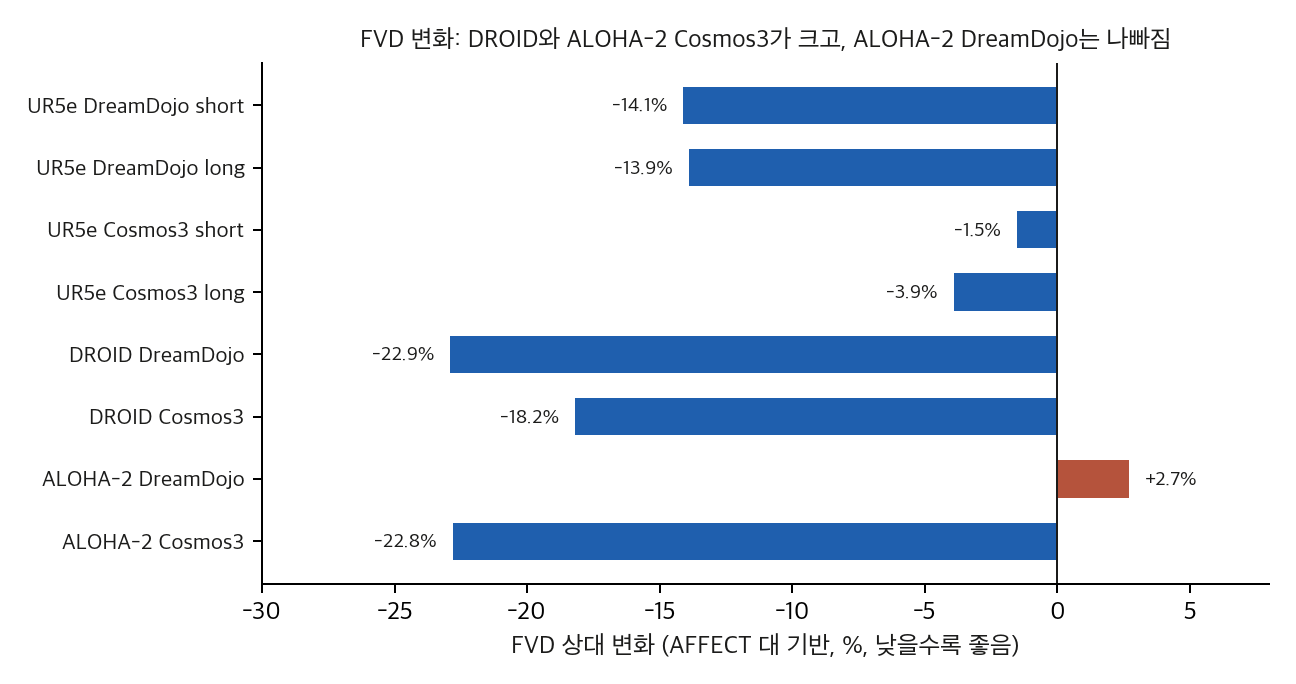 FVD 변화: DROID와 ALOHA-2 Cosmos3가 크고, ALOHA-2 DreamDojo는 나빠짐
UR5e DreamDojo short
-14.1%
UR5e DreamDojo long
-13.9%
UR5e Cosmos3 short
-1.5%
UR5e Cosmos3 long
-3.9%
DROID DreamDojo
-22.9%
DROID Cosmos3
-18.2%
ALOHA-2 DreamDojo
+2.7%
ALOHA-2 Cosmos3
-22.8%
-30 -25 -20 -15 -10 -5 0 5
FVD 상대 변화 (AFFECT 대 기반, %, 낮을수록 좋음)